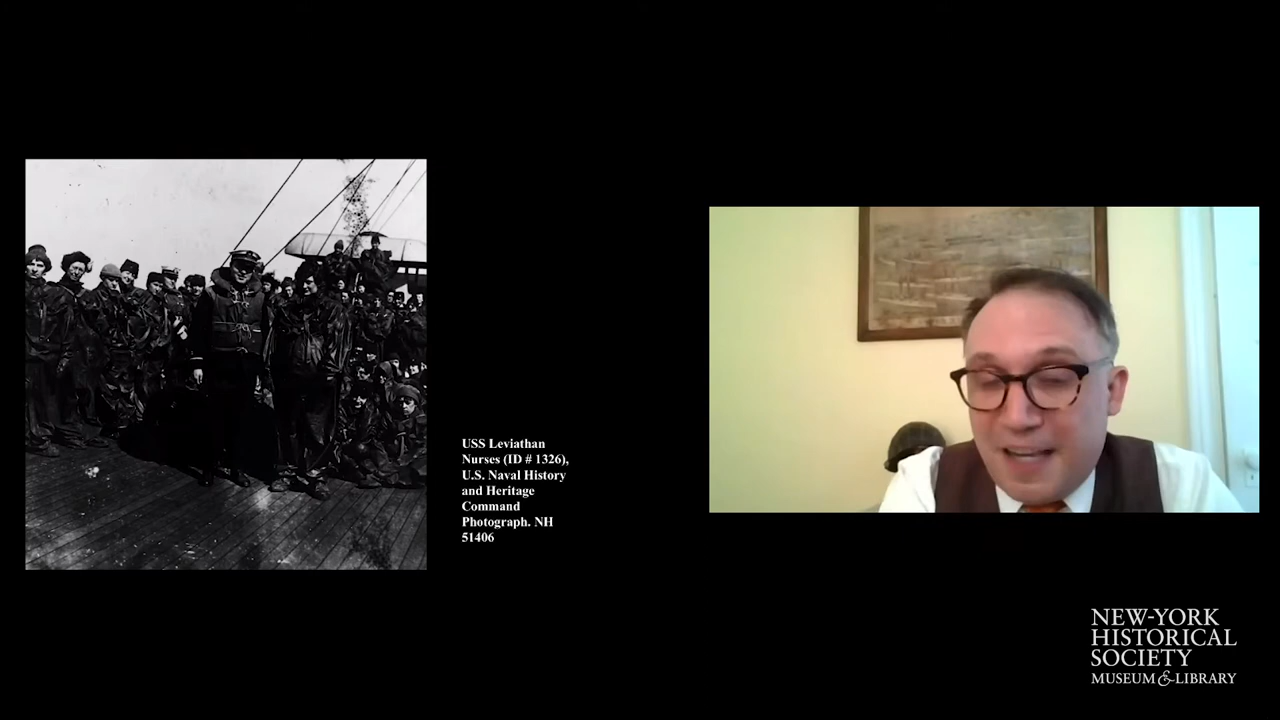 USS Leviathan
Nurses (ID # 1326),
U.S. Naval History
and Heritage
Command
Photograph. NH
51406
NEW-YORK
HISTORICAL
SOCIETY
MUSEUM & LIBRARY